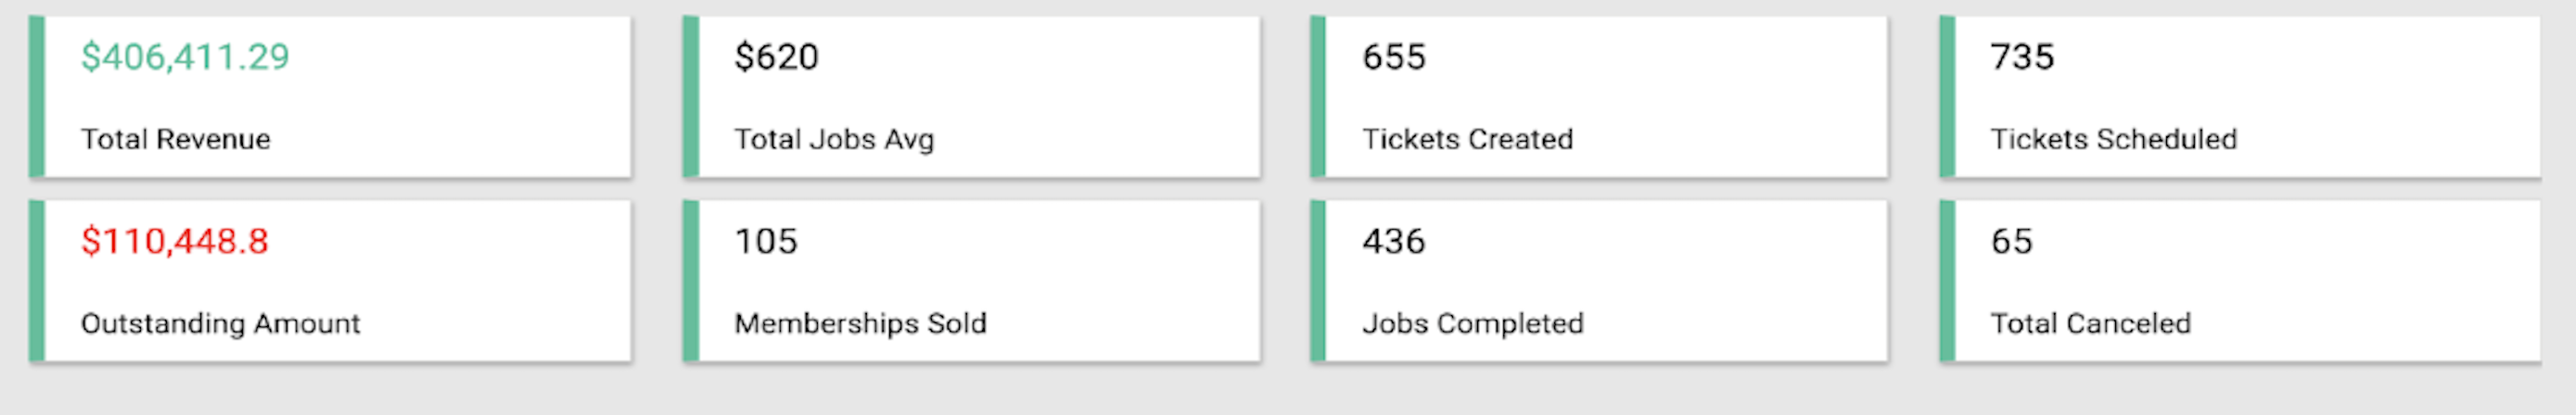 $406,411.29
Total Revenue
$620
Total Jobs Avg
655
Tickets Created
735
Tickets Scheduled
$110,448.8
Outstanding Amount
105
Memberships Sold
436
Jobs Completed
65
Total Canceled